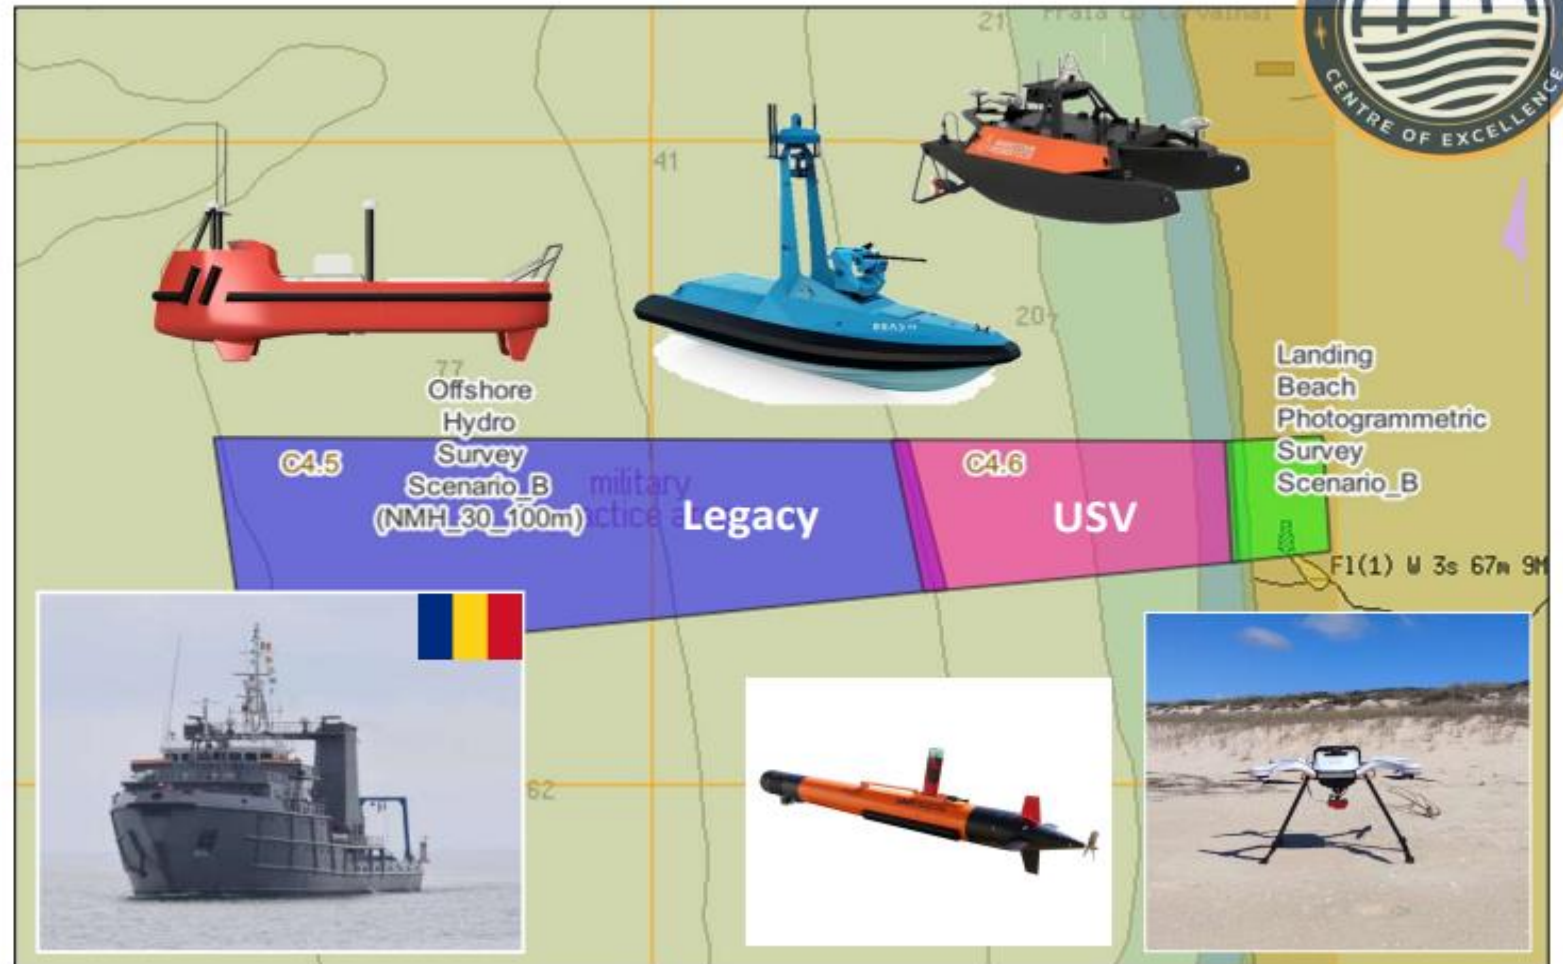 21
Praia do Carvalhal
CENTRE OF EXCELLENCE
41
20₇
77
Offshore
Hydro
Survey
Scenario_B
(NMH_30_100m)
C4.5
military
Legacy
C4.6
USV
Landing
Beach
Photogrammetric
Survey
Scenario_B
Fl(1) W 3s 67m 9M
62